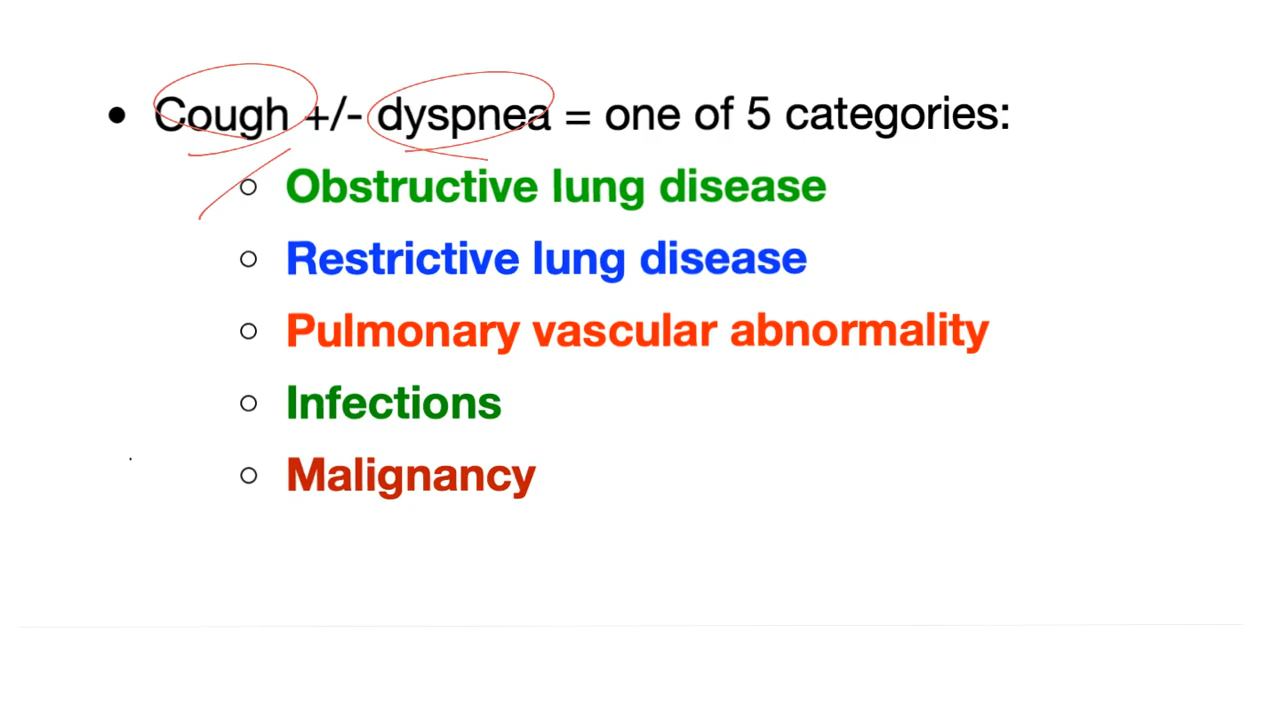 • Cough +/- dyspnea = one of 5 categories:
○ Obstructive lung disease
○ Restrictive lung disease
○ Pulmonary vascular abnormality
○ Infections
○ Malignancy